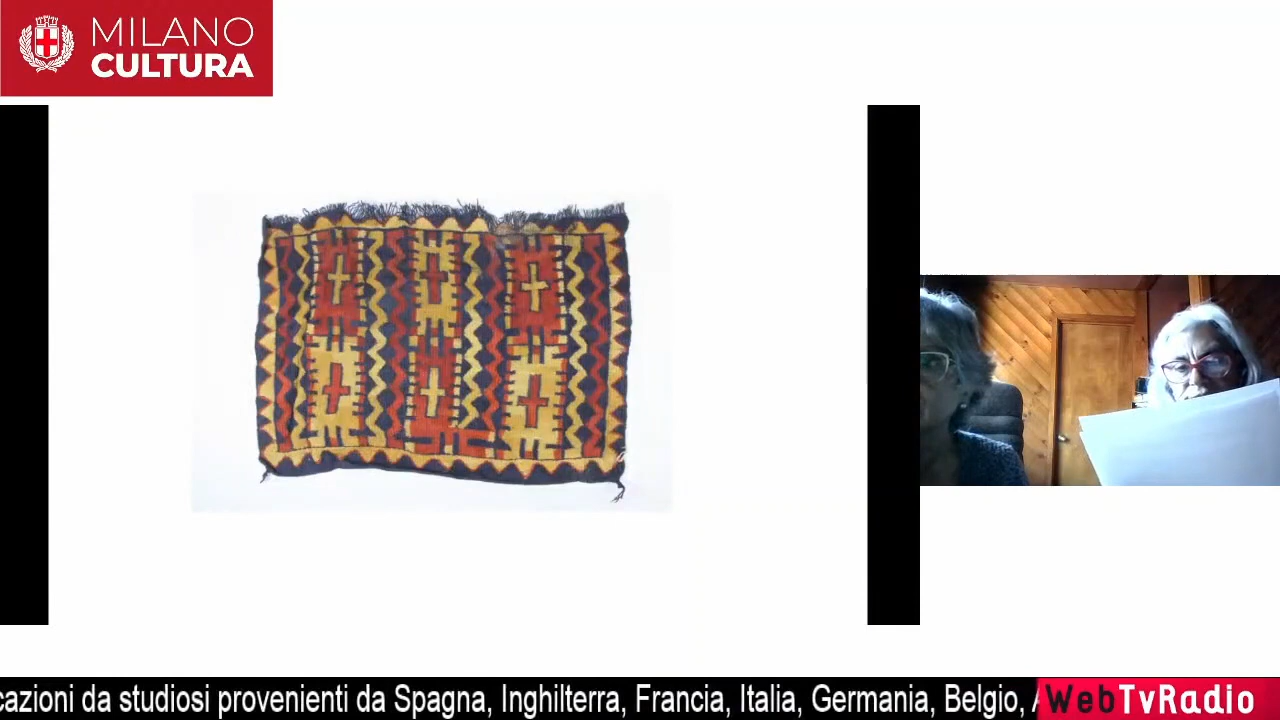 MILANO
CULTURA
cazioni da studiosi provenienti da Spagna, Inghilterra, Francia, Italia, Germania, Belgio,
WebTvRadio